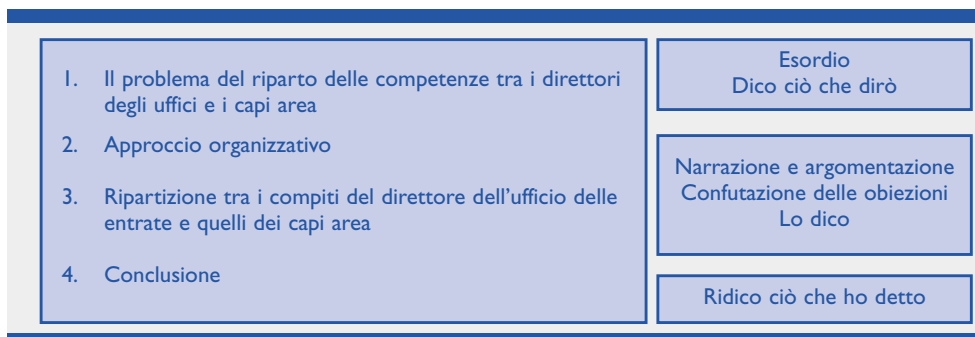 1. Il problema del riparto delle competenze tra i direttori
degli uffici e i capi area
2. Approccio organizzativo
3. Ripartizione tra i compiti del direttore dell'ufficio delle
entrate e quelli dei capi area
4. Conclusione
Esordio
Dico ciò che dirò
Narrazione e argomentazione
Confutazione delle obiezioni
Lo dico
Ridico ciò che ho detto